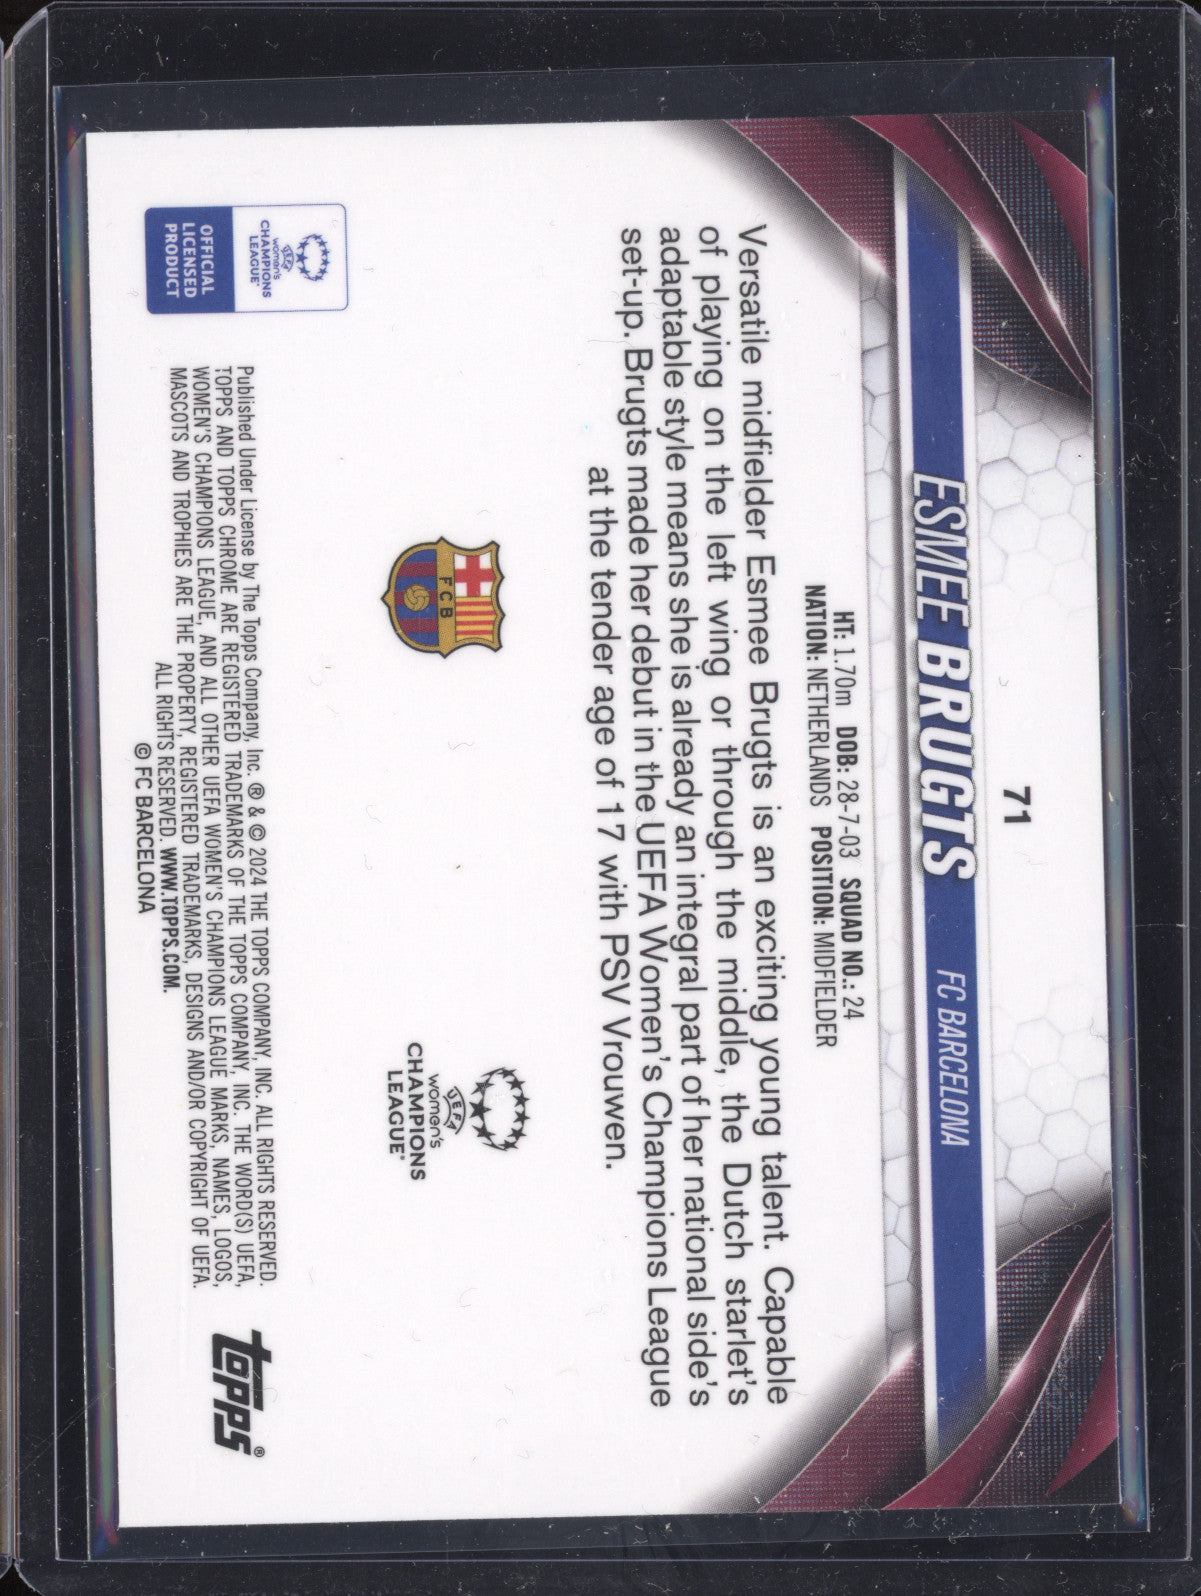 71
ESMEE BRUGTS FC BARCELONA
HT: 1.70m DOB: 28-7-03 SQUAD NO.: 24
NATION: NETHERLANDS POSITION: MIDFIELDER
Versatile midfielder Esmee Brugts is an exciting young talent. Capable
of playing on the left wing or through the middle, the Dutch starlet's
adaptable style means she is already an integral part of her national side's
set-up. Brugts made her debut in the UEFA Women's Champions League
at the tender age of 17 with PSV Vrouwen.
FCB
UEFA
women's
CHAMPIONS
LEAGUE®
UEFA
women's
CHAMPIONS
LEAGUE®
OFFICIAL
LICENSED
PRODUCT
Published Under License by The Topps Company, Inc. ® & © 2024 THE TOPPS COMPANY, INC. ALL RIGHTS RESERVED.
TOPPS AND TOPPS CHROME ARE REGISTERED TRADEMARKS OF THE TOPPS COMPANY, INC. THE WORD(S) UEFA,
WOMEN'S CHAMPIONS LEAGUE, AND ALL OTHER UEFA WOMEN'S CHAMPIONS LEAGUE MARKS, NAMES, LOGOS,
MASCOTS AND TROPHIES ARE THE PROPERTY, REGISTERED TRADEMARKS, DESIGNS AND/OR COPYRIGHT OF UEFA.
ALL RIGHTS RESERVED. WWW.TOPPS.COM.
© FC BARCELONA
topps®